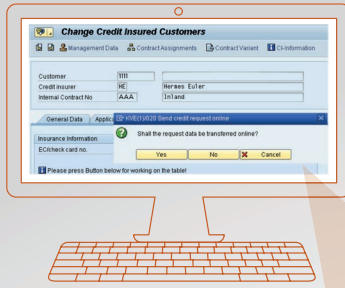 Change Credit Insured Customers
Management Data Contract Assignments Contract Variant CI-Information
Customer 1111
Credit insurer HE Hermes Euler
Internal Contract No AAA Inland
General Data Applic
KVE(1)/020 Send credit request online
Insurance Information
EC/check card no.
Shall the request data be transferred online?
Yes No Cancel
Please press Button below for working on the table!